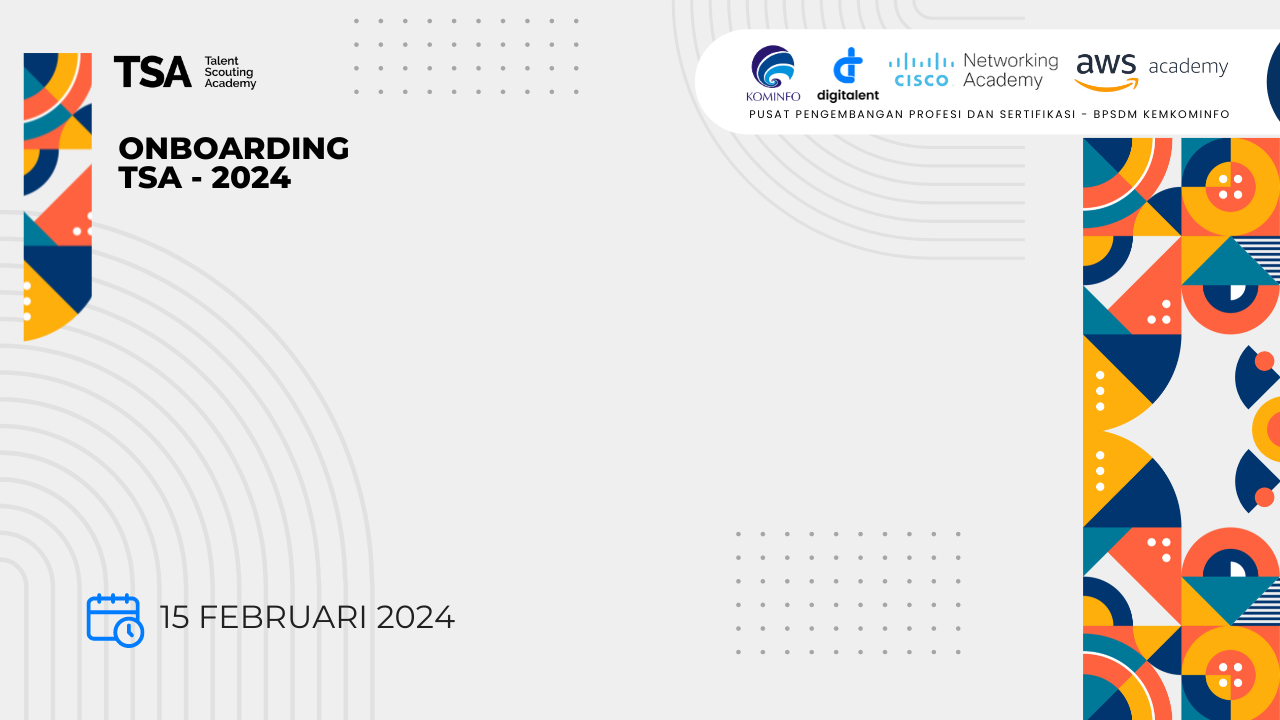 TSA Talent
Scouting
Academy
KOMINFO
digitalent
CISCO Networking
Academy
aws academy
PUSAT PENGEMBANGAN PROFESI DAN SERTIFIKASI - BPSDM KEMKOMINFO
ONBOARDING
TSA - 2024
15 FEBRUARI 2024